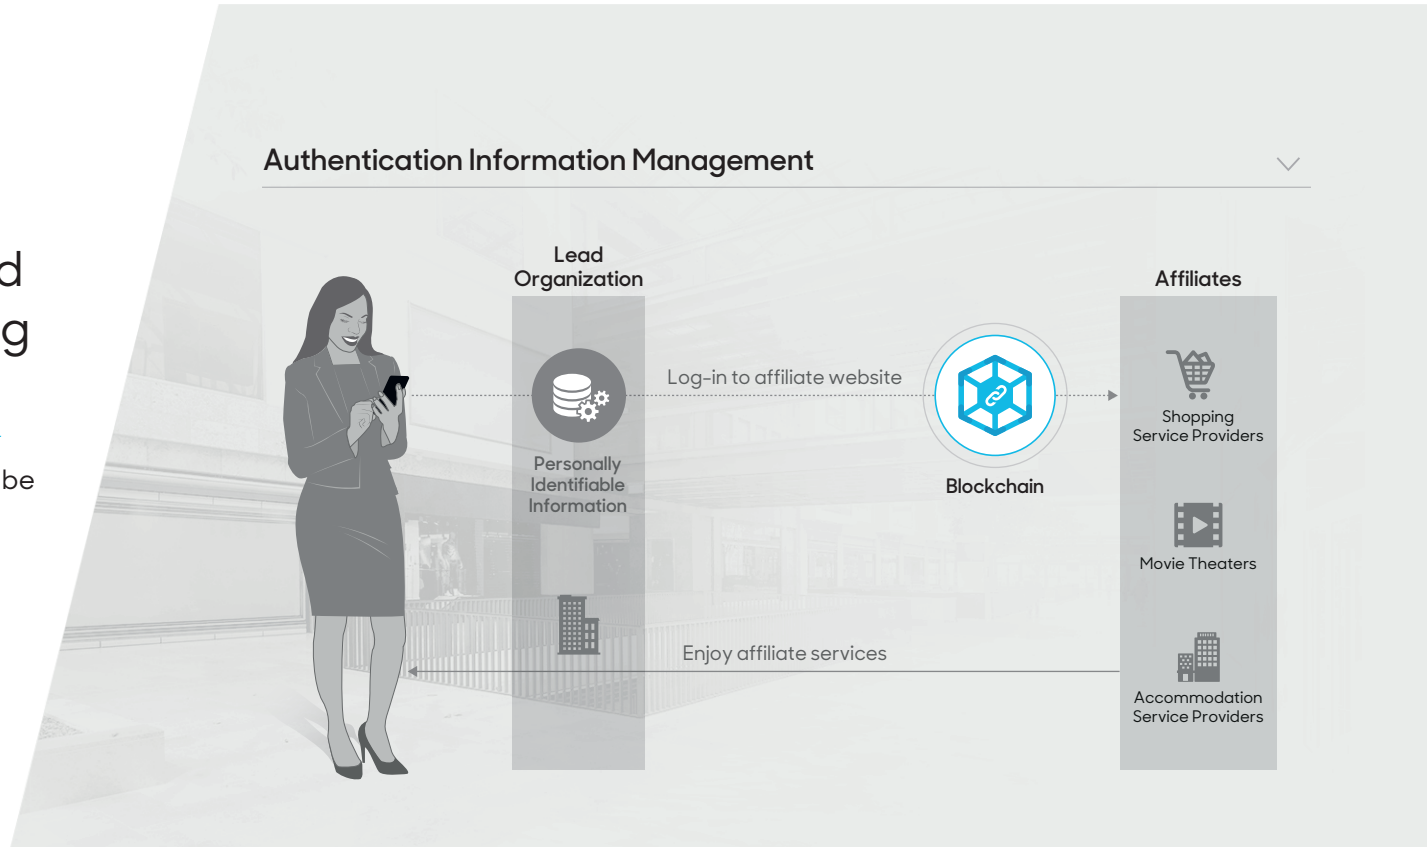 d
g
be
Authentication Information Management
Lead
Organization
Affiliates
Log-in to affiliate website
Shopping
Service Providers
Personally
Identifiable
Information
Blockchain
Movie Theaters
Enjoy affiliate services
Accommodation
Service Providers